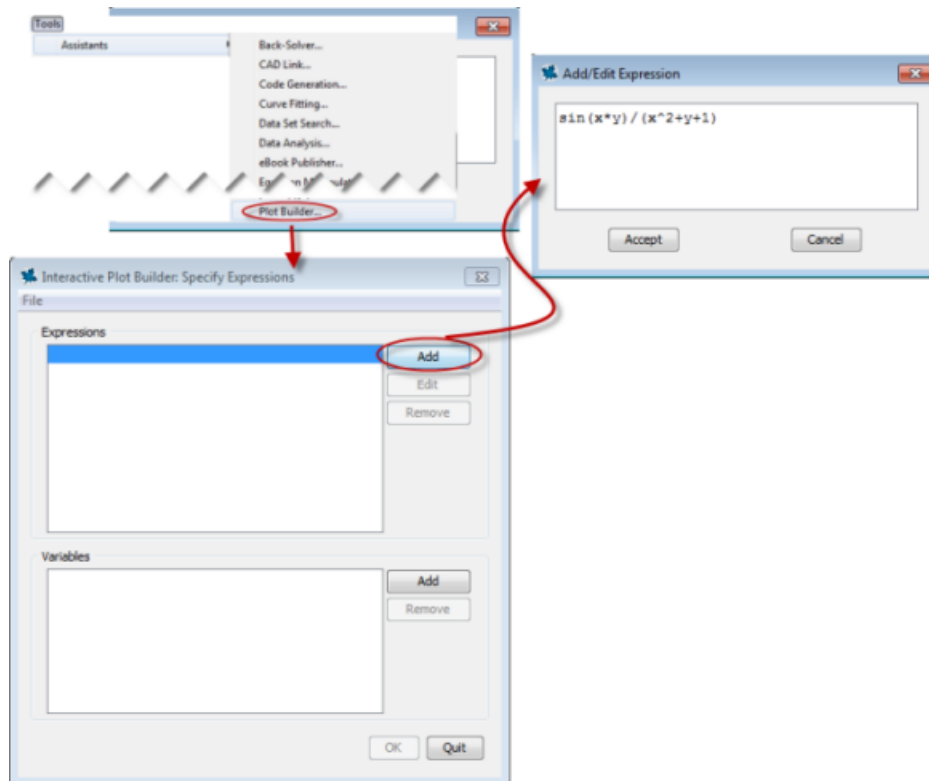 Tools
Assistants
Back-Solver...
CAD Link...
Code Generation...
Curve Fitting...
Data Set Search...
Data Analysis...
eBook Publisher...
Plot Builder...
Add/Edit Expression
sin(x*y)/(x^2+y+1)
Accept
Cancel
Interactive Plot Builder: Specify Expressions
File
Expressions
Add
Edit
Remove
Variables
Add
Remove
OK
Quit